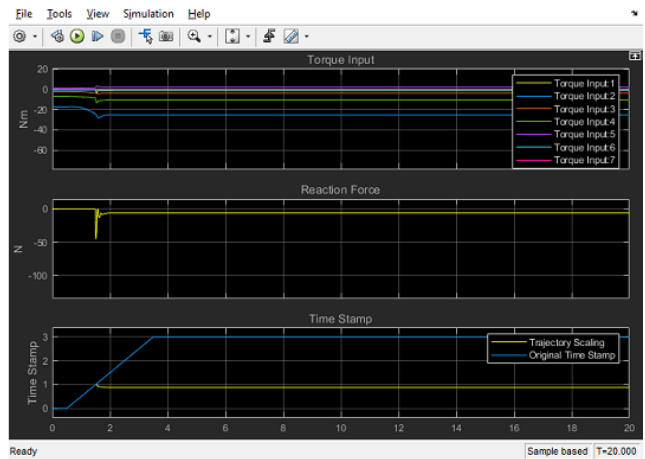 File Tools View Simulation Help
Torque Input
20
0
-20
-40
-60
Nm
Torque Input:1
Torque Input:2
Torque Input:3
Torque Input:4
Torque Input:5
Torque Input:6
Torque Input:7
Reaction Force
0
-50
-100
N
Time Stamp
3
2
1
0
Time Stamp
Trajectory Scaling
Original Time Stamp
0 2 4 6 8 10 12 14 16 18 20
Ready Sample based T=20.000